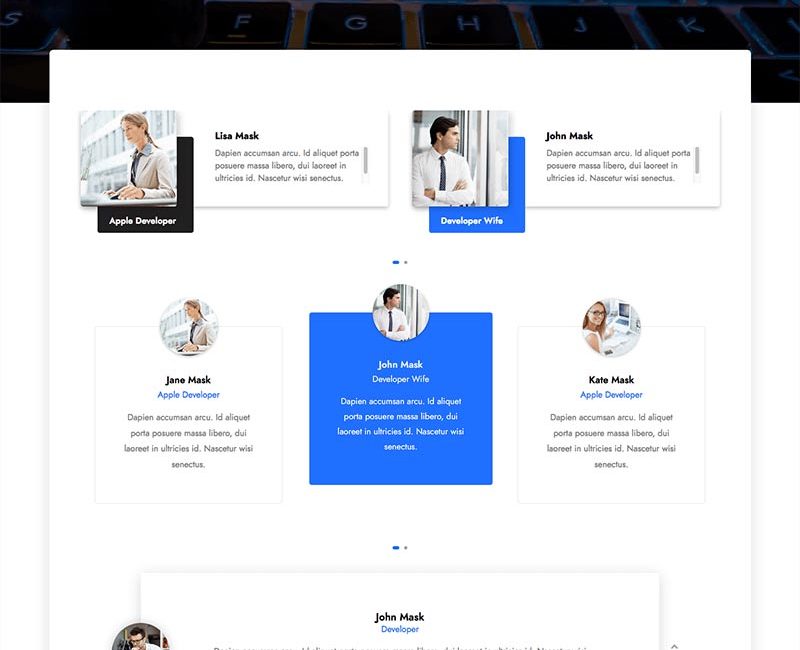 S F G H J K
Lisa Mask
Dapien accumsan arcu. Id aliquet porta
posuere massa libero, dui laoreet in
ultricies id. Nascetur wisi senectus.
Apple Developer
John Mask
Dapien accumsan arcu. Id aliquet porta
posuere massa libero, dui laoreet in
ultricies id. Nascetur wisi senectus.
Developer Wife
Jane Mask
Apple Developer
Dapien accumsan arcu. Id aliquet
porta posuere massa libero, dui
laoreet in ultricies id. Nascetur wisi
senectus.
John Mask
Developer Wife
Dapien accumsan arcu. Id aliquet
porta posuere massa libero, dui
laoreet in ultricies id. Nascetur wisi
senectus.
Kate Mask
Apple Developer
Dapien accumsan arcu. Id aliquet
porta posuere massa libero, dui
laoreet in ultricies id. Nascetur wisi
senectus.
John Mask
Developer